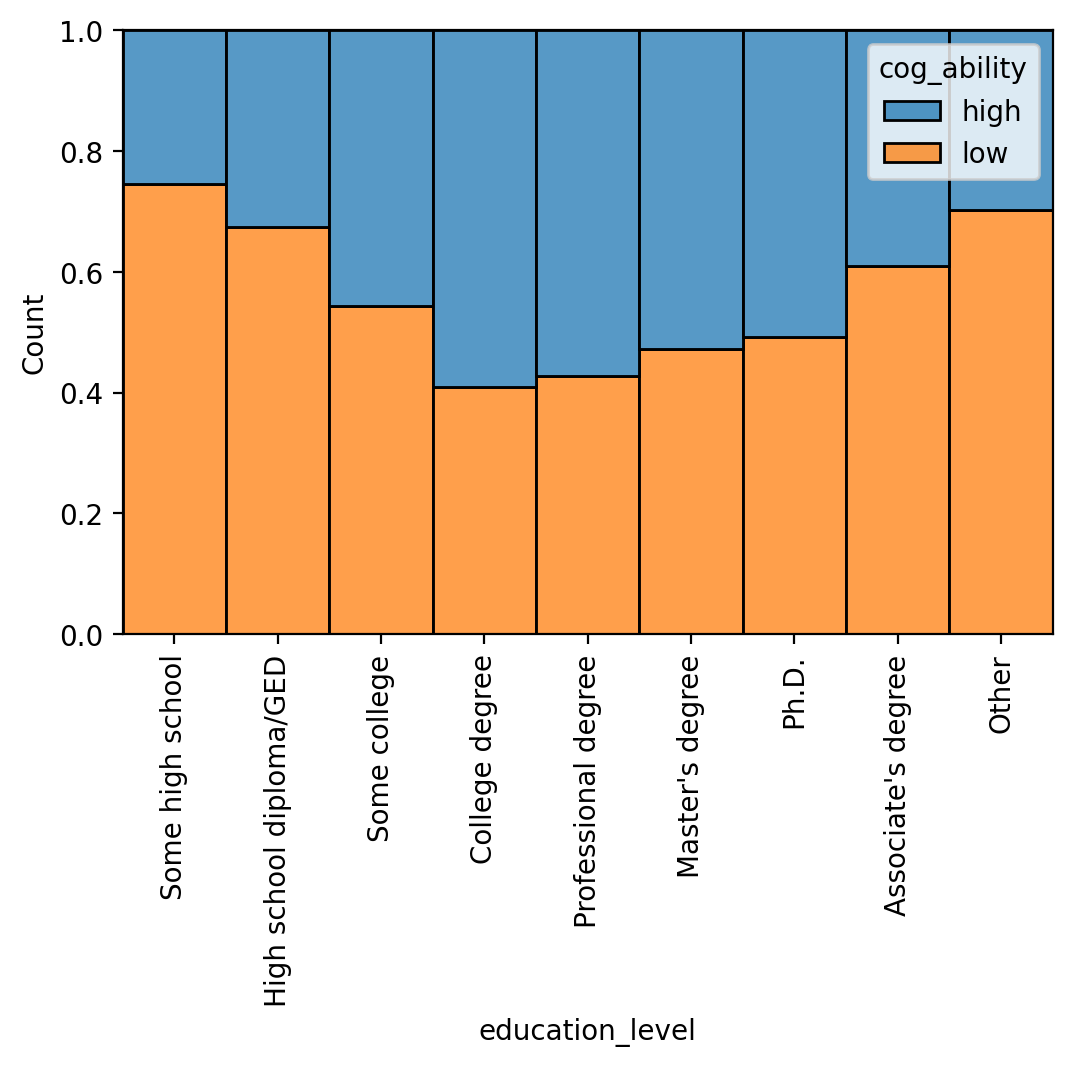 1.0
0.8
0.6
0.4
0.2
0.0
Count
cog_ability
high
low
Some high school
High school diploma/GED
Some college
College degree
Professional degree
Master's degree
Ph.D.
Associate's degree
Other
education_level